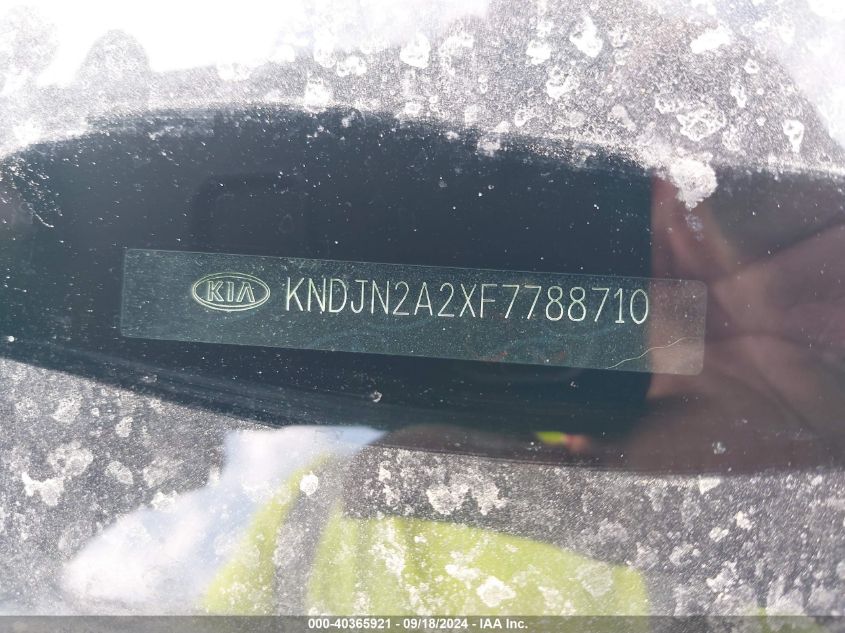 KIA KNDJN2A2XF7788710
000-40365921 - 09/18/2024 - IAA Inc.